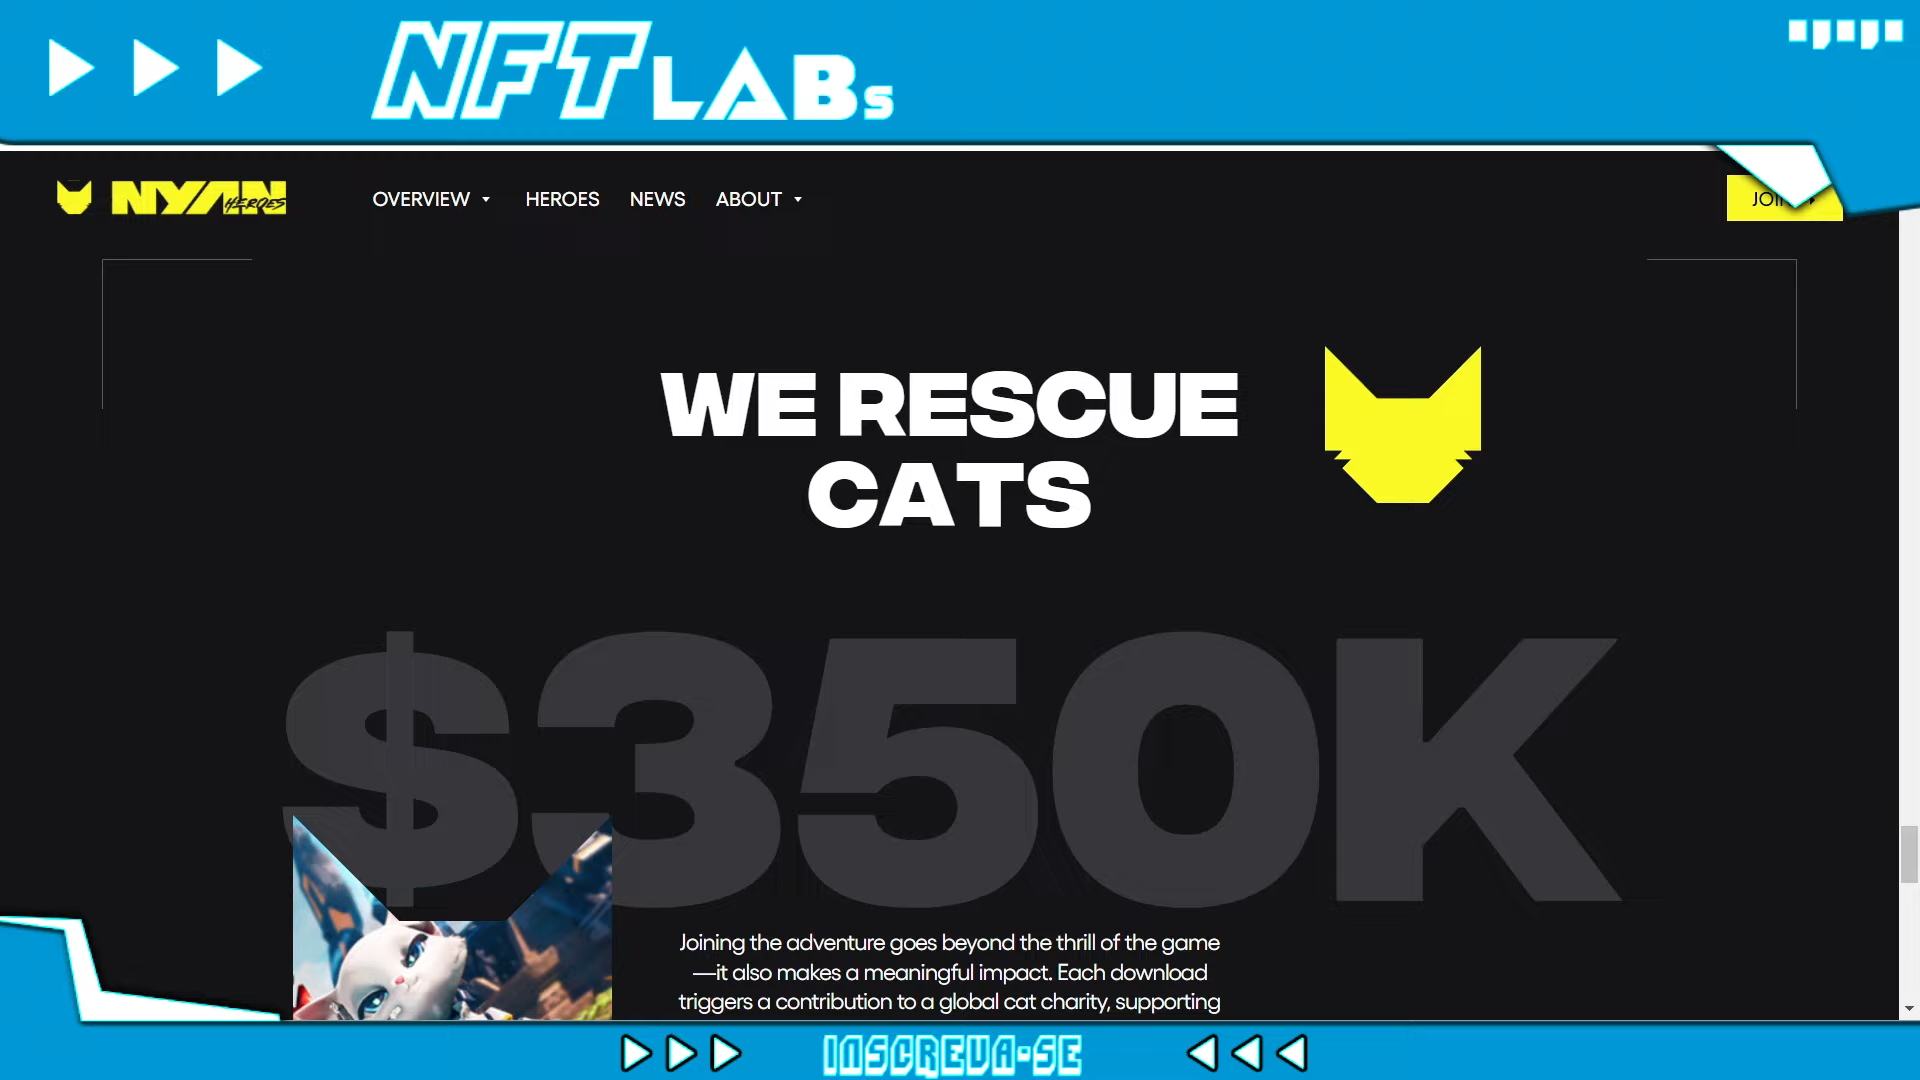 NFT LABs
NYAN HEROES
OVERVIEW
HEROES
NEWS
ABOUT
WE RESCUE
CATS
$350K
Joining the adventure goes beyond the thrill of the game
—it also makes a meaningful impact. Each download
triggers a contribution to a global cat charity, supporting
INSCREVA-SE